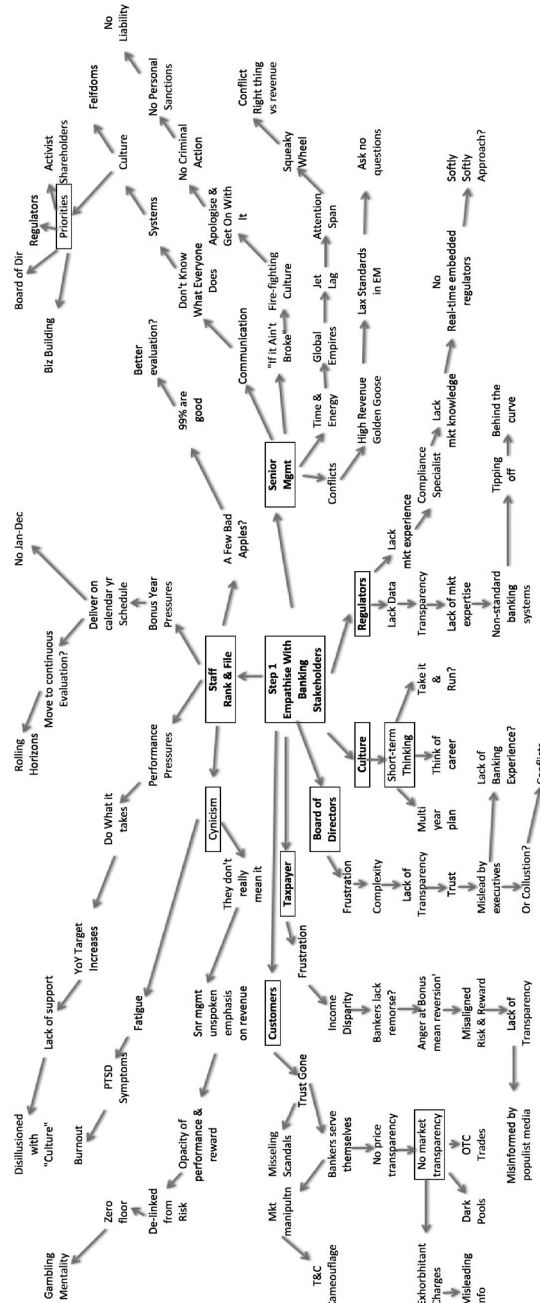 Gambling
Mentality
Zero
floor
De-linked
from
Risk
Opacity of
performance &
reward
Snr mgmt
unspoken
emphasis
on revenue
They don't
really
mean it
Cynicism
Disillusioned
with
"Culture"
Burnout
PTSD
Symptoms
Fatigue
Lack of support
YoY Target
Increases
Do What it
takes
Performance
Pressures
Rolling
Horizons
Move to continuous
Evaluation?
Deliver on
calendar yr
Schedule
No Jan-Dec
Bonus Year
Pressures
Staff
Rank & File
A Few Bad
Apples?
99% are
good
Better
evaluation?
Step 1
Empathise With
Banking
Stakeholders
Senior
Mgmt
Communication
Don't Know
What Everyone
Does
Systems
Culture
Felfdoms
Priorities
Biz Building
Board of Dir
Regulators
Activist
Shareholders
"If it Ain't
Broke"
Fire-fighting
Culture
Apologise &
Get On With
It
No Criminal
Action
No Personal
Sanctions
No
Liability
Time &
Energy
Global
Empires
Jet
Lag
Attention
Span
Squeaky
Wheel
Conflict
Right thing
vs revenue
Conflicts
High Revenue
Golden Goose
Lax Standards
in EM
Ask no
questions
Regulators
Lack
mkt experience
Compliance
Specialist
Lack
mkt knowledge
No
Real-time embedded
regulators
Softly
Softly
Approach?
Lack Data
Transparency
Lack of mkt
expertise
Non-standard
banking
systems
Tipping
off
Behind the
curve
Culture
Short-term
Thinking
Take it
&
Run?
Think of
career
Multi
year
plan
Board of
Directors
Frustration
Complexity
Lack of
Transparency
Trust
Mislead by
executives
Lack of
Banking
Experience?
Or Collustion?
Taxpayer
Frustration
Income
Disparity
Bankers lack
remorse?
Anger at Bonus
mean reversion'
Misaligned
Risk & Reward
Lack of
Transparency
Misinformed by
populist media
Customers
Trust Gone
Misseling
Scandals
Bankers serve
themselves
Mkt
manipultn
T&C
Cameouflage
No price
transparency
No market
transparency
OTC
Trades
Dark
Pools
Exhorbhitant
Charges
Misleading
Info